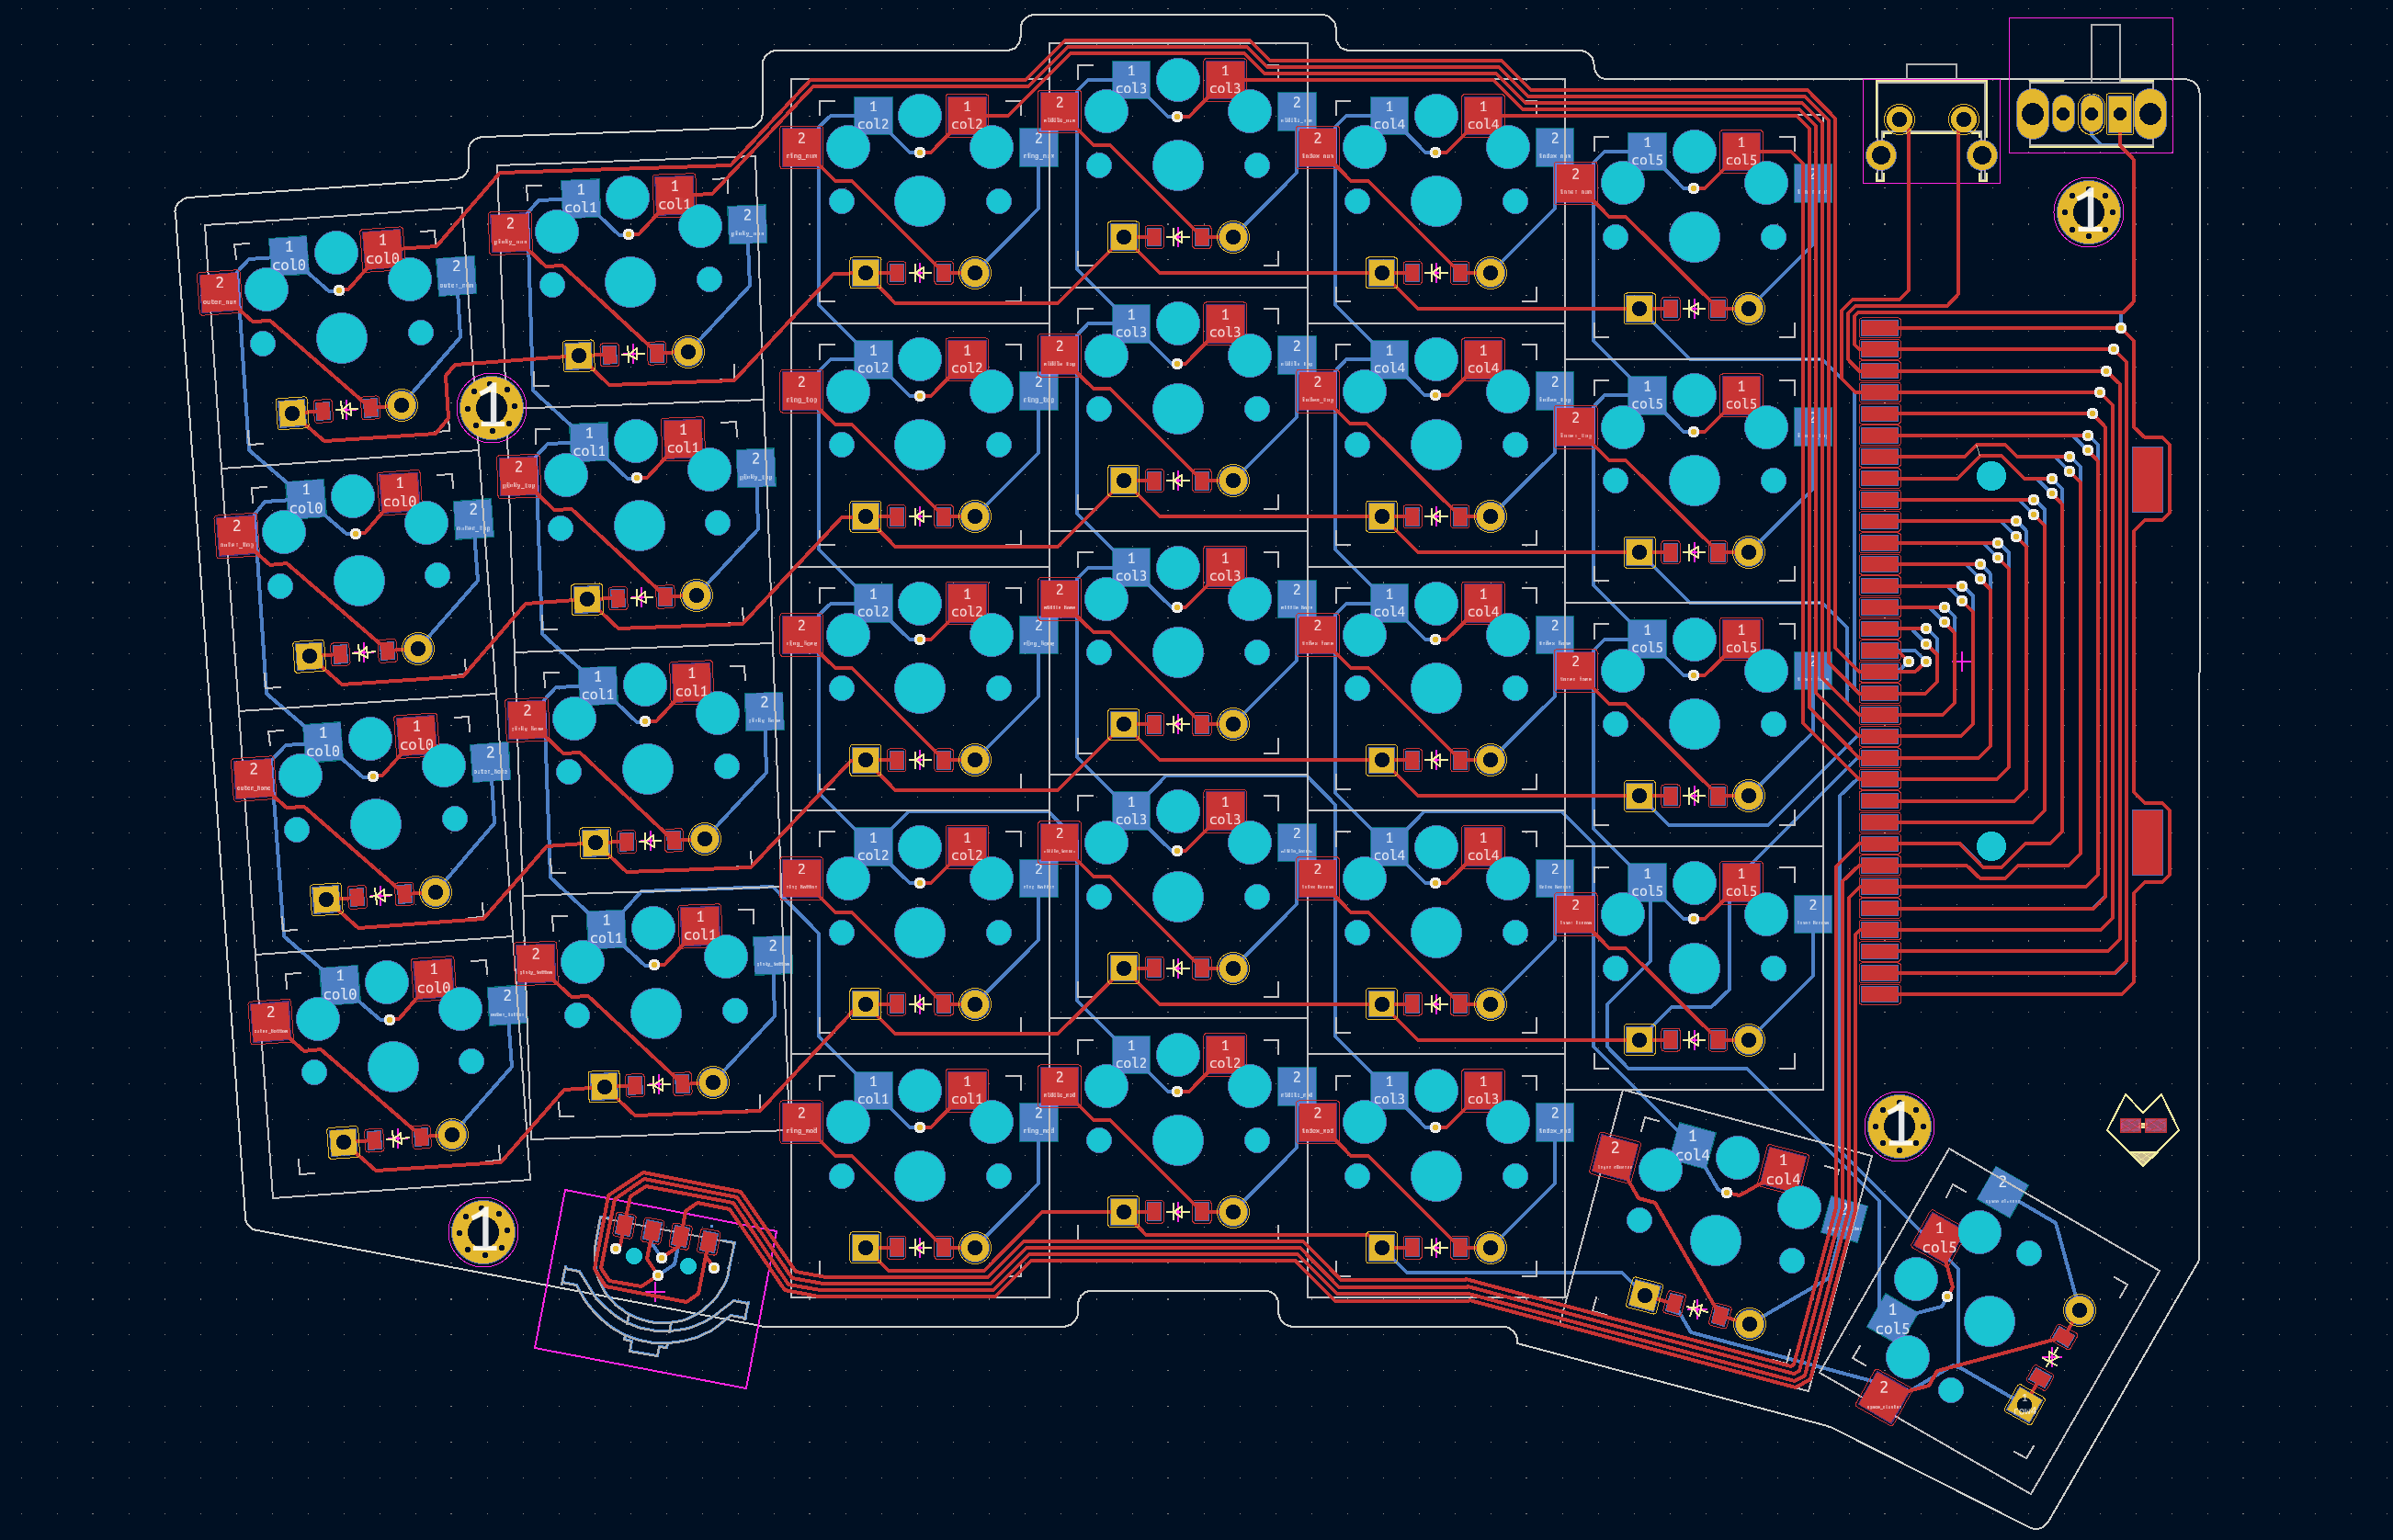 1 1
col0 col0
2 2
outer_num outer_num
1 1
col0 col0
2 2
outer_top outer_top
1 1
col0 col0
2 2
outer_home outer_home
1 1
col0 col0
2 2
outer_bottom outer_bottom
1 1
col1 col1
2 2
pinky_num pinky_num
1 1
col1 col1
2 2
pinky_top pinky_top
1 1
col1 col1
2 2
pinky_home pinky_home
1 1
col1 col1
2 2
pinky_bottom pinky_bottom
1 1
col2 col2
2 2
ring_num ring_num
1 1
col2 col2
2 2
ring_top ring_top
1 1
col2 col2
2 2
ring_home ring_home
1 1
col2 col2
2 2
ring_bottom ring_bottom
1 1
col1 col1
2 2
ring_mod ring_mod
1 1
col3 col3
2 2
middle_num middle_num
1 1
col3 col3
2 2
middle_top middle_top
1 1
col3 col3
2 2
middle_home middle_home
1 1
col3 col3
2 2
1 1
col2 col2
2 2
middle_mod middle_mod
1 1
col4 col4
2 2
index_num index_num
1 1
col4 col4
2 2
index_top index_top
1 1
col4 col4
2 2
index_home index_home
1 1
col4 col4
2 2
1 1
col3 col3
2 2
index_mod index_mod
1 1
col5 col5
2 2
inner_num
1 1
col5 col5
2 2
inner_top
1 1
col5 col5
2 2
inner_home
1 1
col5 col5
2 2
1 1
col4 col4
2 2
1 1
col5 col5
2 2
1
1
1
1
1